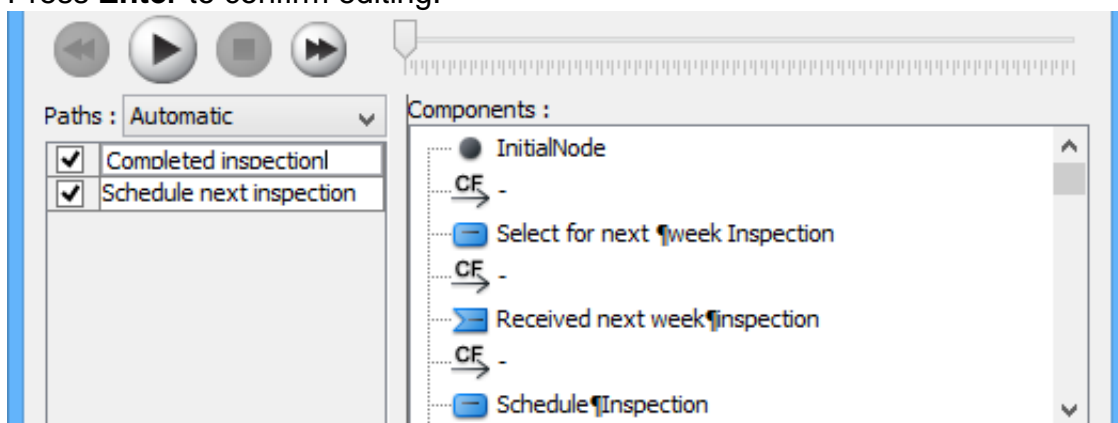 Press Enter to confirm editing.
Paths : Automatic
Components :
Completed inspection
Schedule next inspection
InitialNode
CF -
Select for next ¶week Inspection
CF -
Received next week¶inspection
CF -
Schedule¶Inspection